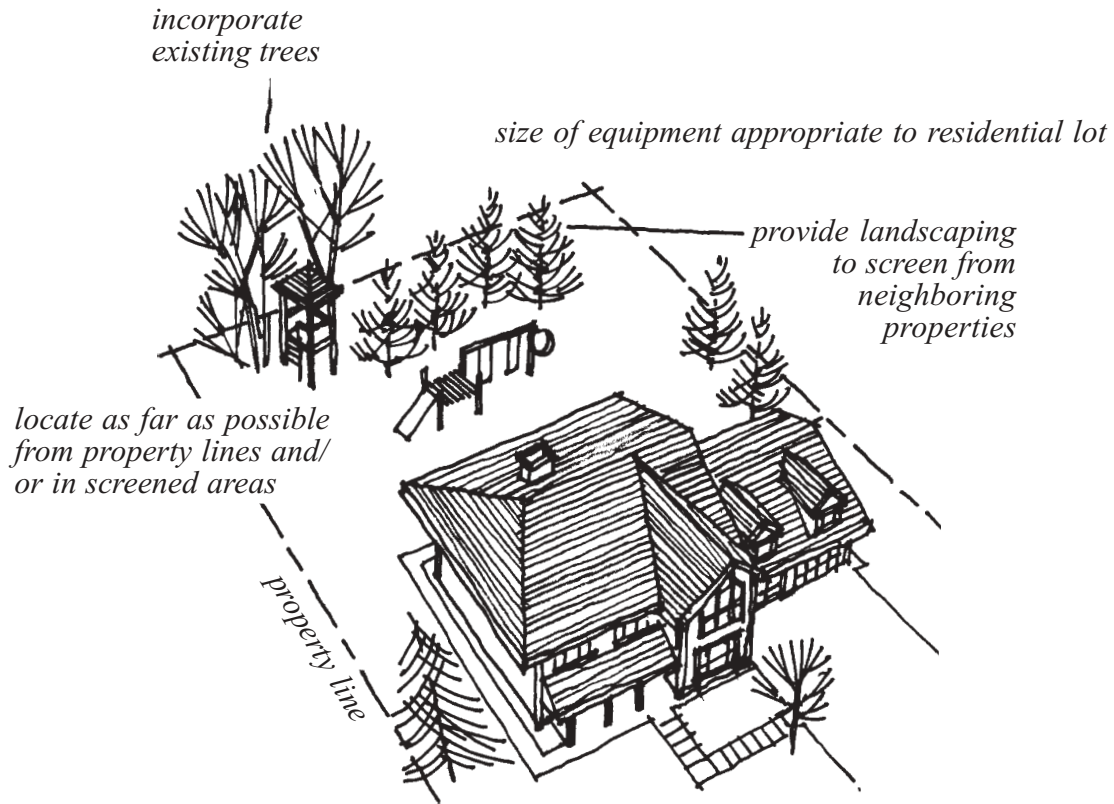 incorporate
existing trees
size of equipment appropriate to residential lot
provide landscaping
to screen from
neighboring
properties
locate as far as possible
from property lines and/
or in screened areas
property line